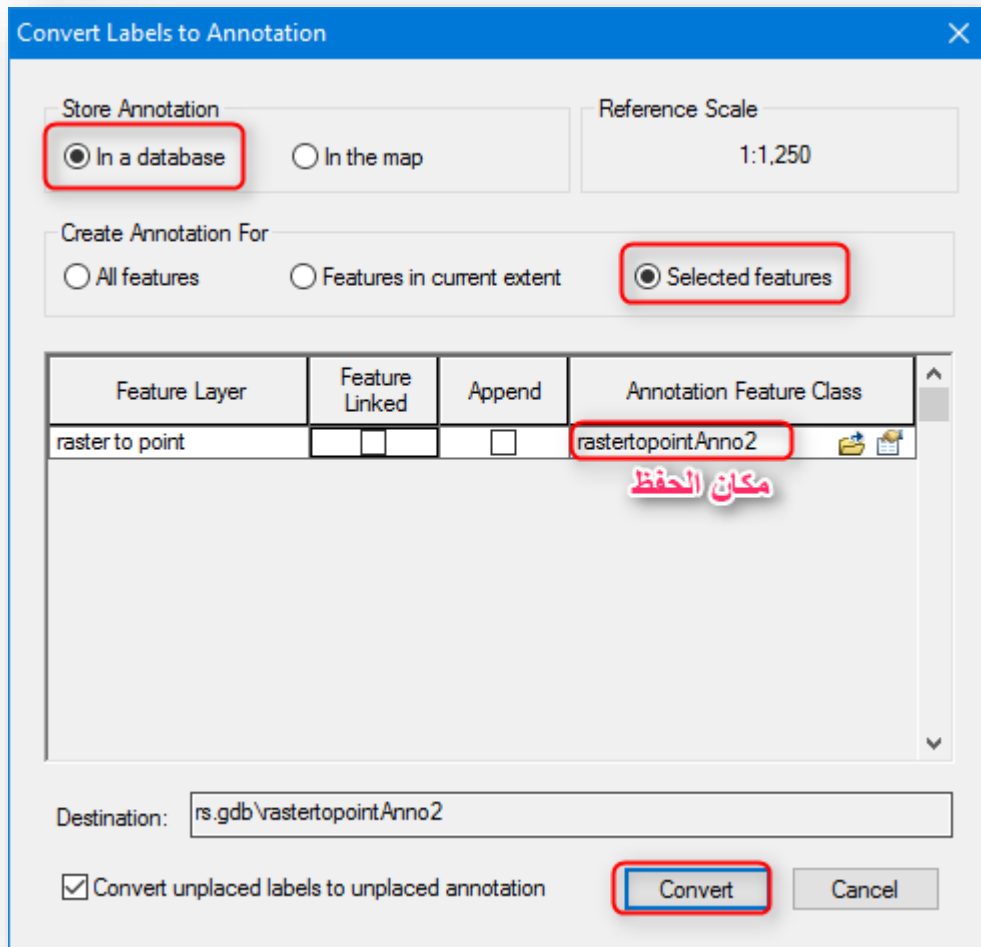 Convert Labels to Annotation
Store Annotation
Reference Scale
In a database
In the map
1:1,250
Create Annotation For
All features
Features in current extent
Selected features
Feature Layer
Feature
Linked
Append
Annotation Feature Class
raster to point
rastertopointAnno2
مكان الحفظ
Destination:
rs.gdb\rastertopointAnno2
Convert unplaced labels to unplaced annotation
Convert
Cancel